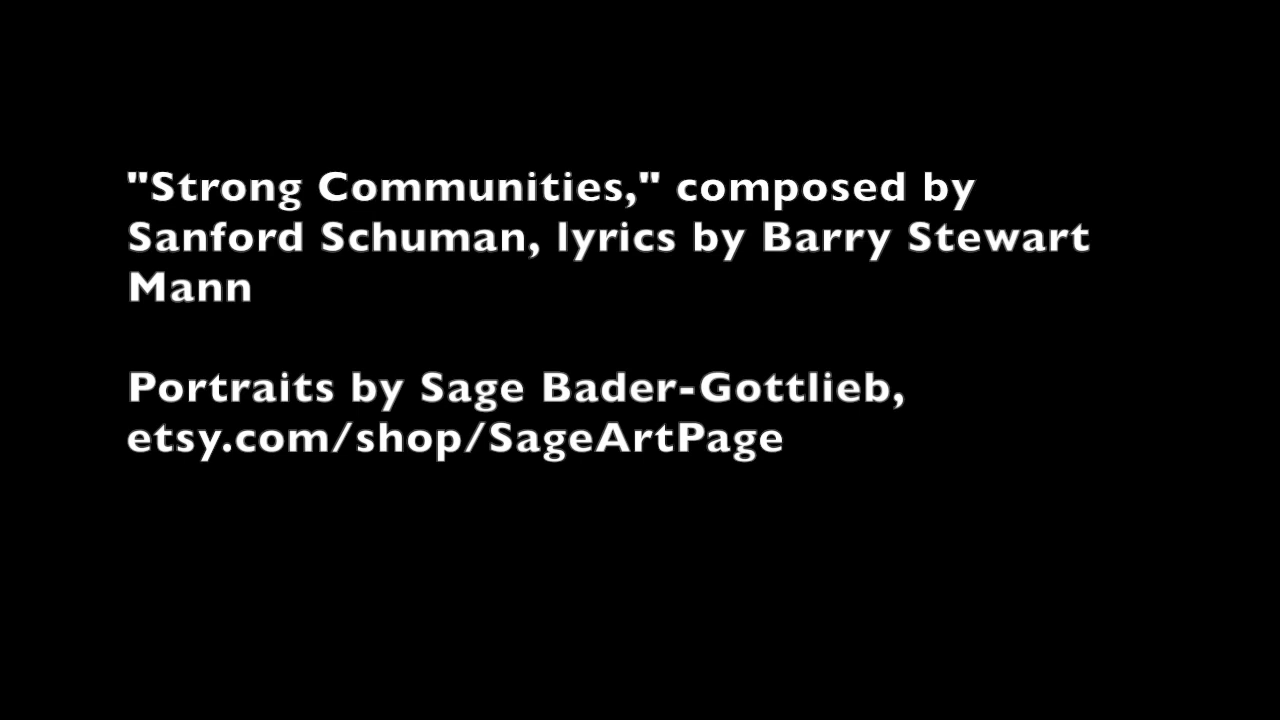 "Strong Communities," composed by
Sanford Schuman, lyrics by Barry Stewart
Mann
Portraits by Sage Bader-Gottlieb,
etsy.com/shop/SageArtPage